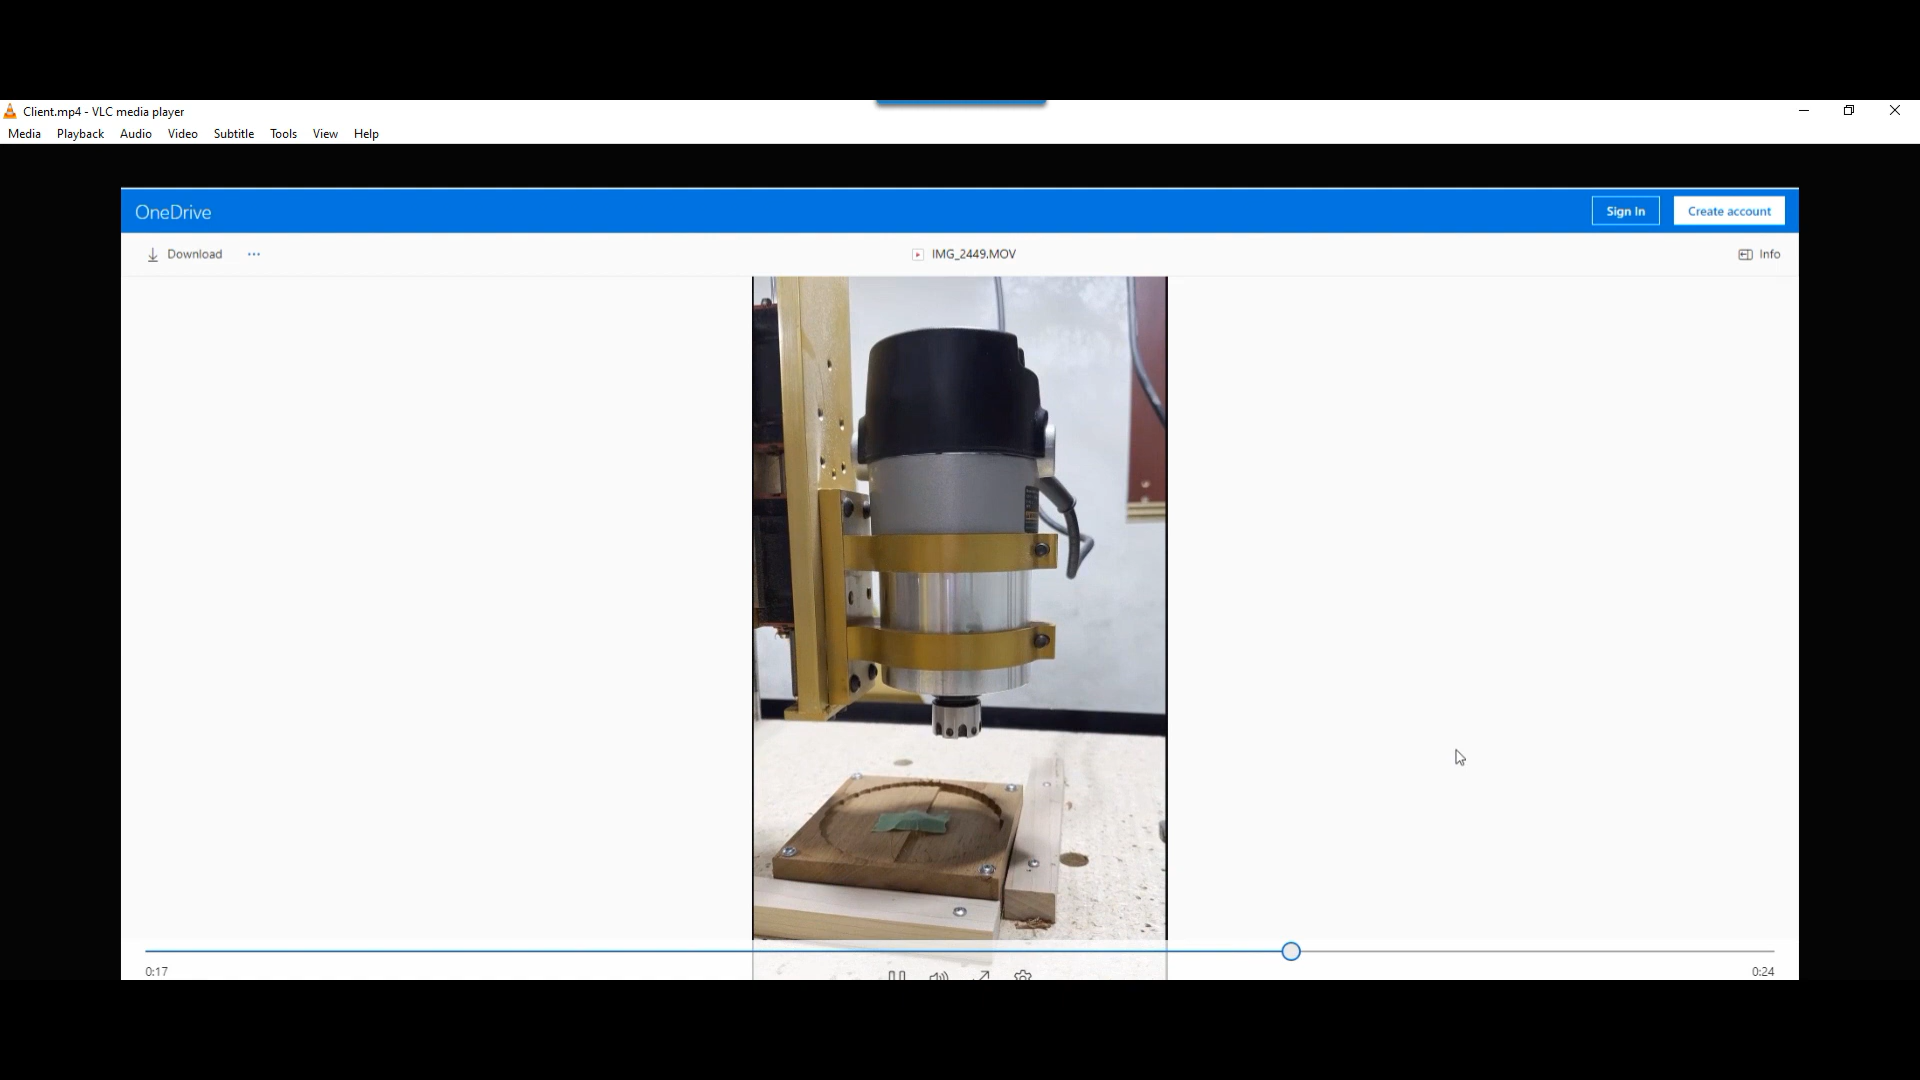 Client.mp4 - VLC media player
Media Playback Audio Video Subtitle Tools View Help
OneDrive
Sign In
Create account
Download
IMG_2449.MOV
Info
0:17
0:24